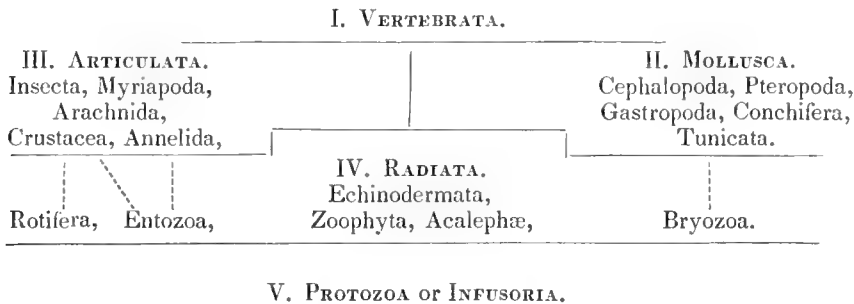 I. VERTEBRATA.
III. ARTICULATA.
Insecta, Myriapoda,
Arachnida,
Crustacea, Annelida,
II. MOLLUSCA.
Cephalopoda, Pteropoda,
Gastropoda, Conchifera,
Tunicata.
IV. RADIATA.
Echinodermata,
Zoophyta, Acalephæ,
Rotifera, Entozoa,
Bryozoa.
V. PROTOZOA or INFUSORIA.